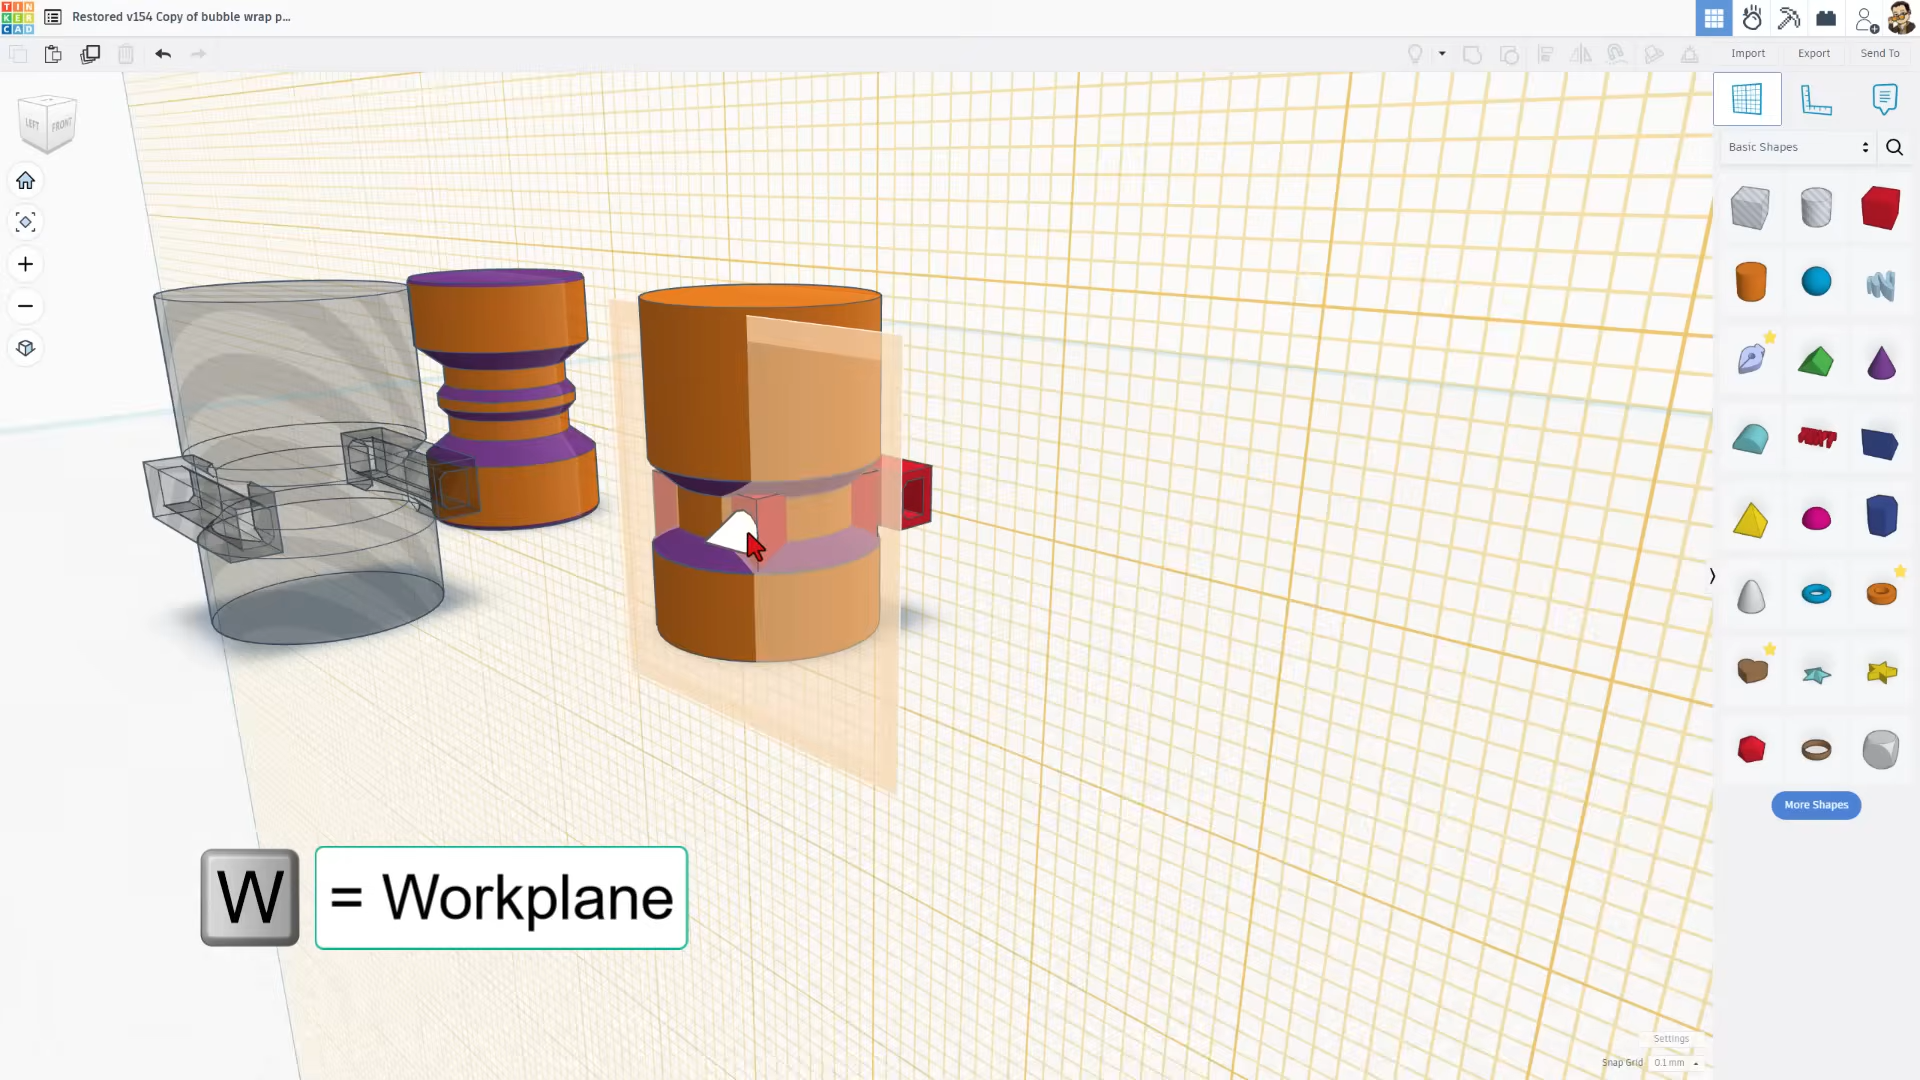 TIN
KER
CAD
Restored v154 Copy of bubble wrap p...
Import
Export
Send To
LEFT
FRONT
Basic Shapes
More Shapes
W
= Workplane
Settings
Snap Grid 0.1 mm